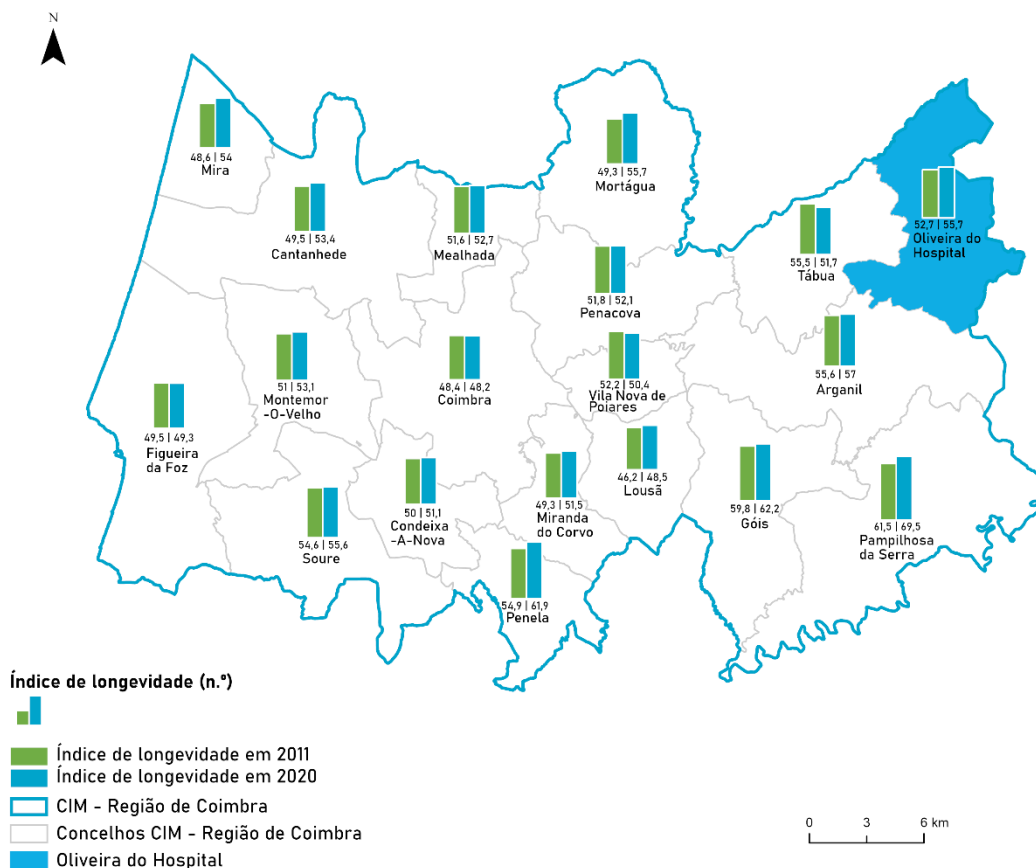 N
48,6 | 54
Mira
49,5 | 53,4
Cantanhede
51,6 | 52,7
Mealhada
49,3 | 55,7
Mortágua
55,5 | 51,7
Tábua
52,7 | 55,7
Oliveira do
Hospital
51,8 | 52,1
Penacova
51 | 53,1
Montemor
-O-Velho
48,4 | 48,2
Coimbra
52,2 | 50,4
Vila Nova de
Poiares
55,6 | 57
Arganil
49,5 | 49,3
Figueira
da Foz
54,6 | 55,6
Soure
50 | 51,1
Condeixa
-A-Nova
49,3 | 51,5
Miranda
do Corvo
46,2 | 48,5
Lousã
59,8 | 62,2
Góis
61,5 | 69,5
Pampilhosa
da Serra
54,9 | 61,9
Penela
Índice de longevidade (n.º)
Índice de longevidade em 2011
Índice de longevidade em 2020
CIM - Região de Coimbra
Concelhos CIM - Região de Coimbra
Oliveira do Hospital
0 3 6 km